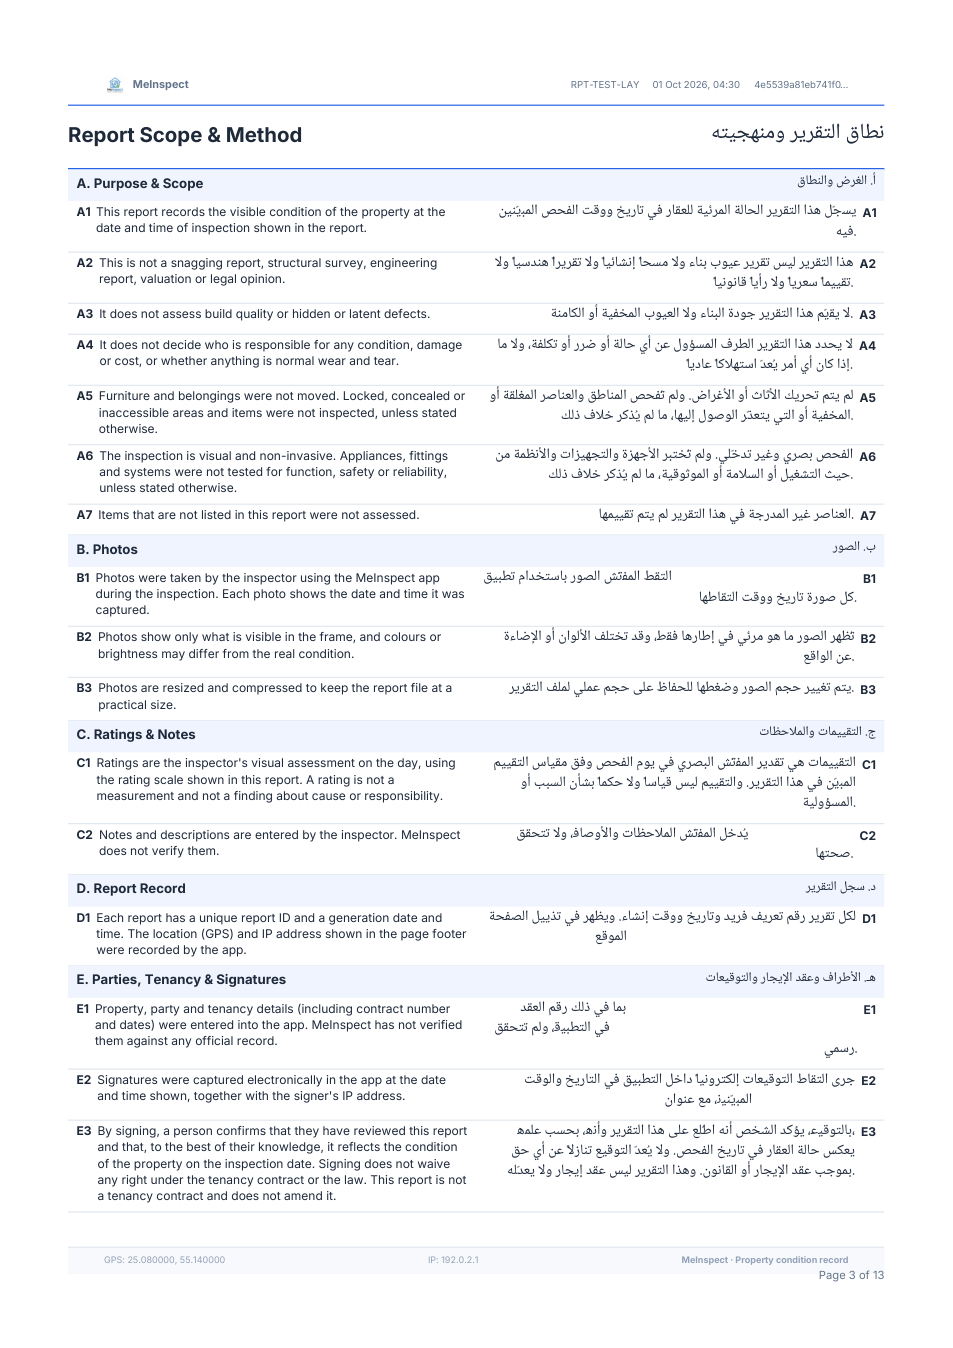 MeInspect
RPT-TEST-LAY 01 Oct 2026, 04:30 4e5539a81eb741f0...
Report Scope & Method
نطاق التقرير ومنهجيته
A. Purpose & Scope
أ. الغرض والنطاق
A1 This report records the visible condition of the property at the
date and time of inspection shown in the report.
A1 يسجّل هذا التقرير الحالة المرئية للعقار في تاريخ ووقت الفحص المبيّنين
فيه.
A2 This is not a snagging report, structural survey, engineering
report, valuation or legal opinion.
A2 هذا التقرير ليس تقرير عيوب بناء ولا مسحاً إنشائياً ولا تقريراً هندسياً ولا
تقييماً سعرياً ولا رأياً قانونياً.
A3 It does not assess build quality or hidden or latent defects.
A3 لا يقيّم هذا التقرير جودة البناء ولا العيوب المخفية أو الكامنة.
A4 It does not decide who is responsible for any condition, damage
or cost, or whether anything is normal wear and tear.
A4 لا يحدد هذا التقرير الطرف المسؤول عن أي حالة أو ضرر أو تكلفة، ولا ما
إذا كان أي أمر يُعدّ استهلاكاً عادياً.
A5 Furniture and belongings were not moved. Locked, concealed or
inaccessible areas and items were not inspected, unless stated
otherwise.
A5 لم يتم تحريك الأثاث أو الأغراض. ولم تُفحص المناطق والعناصر المغلقة أو
المخفية أو التي يتعذّر الوصول إليها، ما لم يُذكر خلاف ذلك.
A6 The inspection is visual and non-invasive. Appliances, fittings
and systems were not tested for function, safety or reliability,
unless stated otherwise.
A6 الفحص بصري وغير تدخّلي. ولم تُختبر الأجهزة والتجهيزات والأنظمة من
حيث التشغيل أو السلامة أو الموثوقية، ما لم يُذكر خلاف ذلك.
A7 Items that are not listed in this report were not assessed.
A7 العناصر غير المدرجة في هذا التقرير لم يتم تقييمها.
B. Photos
ب. الصور
B1 Photos were taken by the inspector using the MeInspect app
during the inspection. Each photo shows the date and time it was
captured.
B1 التقط المفتّش الصور باستخدام تطبيق
كل صورة تاريخ ووقت التقاطها.
B2 Photos show only what is visible in the frame, and colours or
brightness may differ from the real condition.
B2 تُظهر الصور ما هو مرئي في إطارها فقط، وقد تختلف الألوان أو الإضاءة
عن الواقع.
B3 Photos are resized and compressed to keep the report file at a
practical size.
B3 يتم تغيير حجم الصور وضغطها للحفاظ على حجم عملي لملف التقرير.
C. Ratings & Notes
ج. التقييمات والملاحظات
C1 Ratings are the inspector's visual assessment on the day, using
the rating scale shown in this report. A rating is not a
measurement and not a finding about cause or responsibility.
C1 التقييمات هي تقدير المفتّش البصري في يوم الفحص وفق مقياس التقييم
المبيّن في هذا التقرير. والتقييم ليس قياساً ولا حكماً بشأن السبب أو
المسؤولية.
C2 Notes and descriptions are entered by the inspector. MeInspect
does not verify them.
C2 يُدخل المفتّش الملاحظات والأوصاف، ولا تتحقق
صحتها.
D. Report Record
د. سجل التقرير
D1 Each report has a unique report ID and a generation date and
time. The location (GPS) and IP address shown in the page footer
were recorded by the app.
D1 لكل تقرير رقم تعريف فريد وتاريخ ووقت إنشاء. ويظهر في تذييل الصفحة
الموقع
E. Parties, Tenancy & Signatures
هـ. الأطراف وعقد الإيجار والتوقيعات
E1 Property, party and tenancy details (including contract number
and dates) were entered into the app. MeInspect has not verified
them against any official record.
E1 بما في ذلك رقم العقد
في التطبيق، ولم تتحقق
رسمي.
E2 Signatures were captured electronically in the app at the date
and time shown, together with the signer's IP address.
E2 جرى التقاط التوقيعات إلكترونياً داخل التطبيق في التاريخ والوقت
المبيّنين، مع عنوان
E3 By signing, a person confirms that they have reviewed this report
and that, to the best of their knowledge, it reflects the condition
of the property on the inspection date. Signing does not waive
any right under the tenancy contract or the law. This report is not
a tenancy contract and does not amend it.
E3 بالتوقيع، يؤكد الشخص أنه اطّلع على هذا التقرير وأنه، بحسب علمه،
يعكس حالة العقار في تاريخ الفحص. ولا يُعدّ التوقيع تنازلاً عن أي حق
بموجب عقد الإيجار أو القانون. وهذا التقرير ليس عقد إيجار ولا يعدّله.
GPS: 25.080000, 55.140000 IP: 192.0.2.1 MeInspect · Property condition record
Page 3 of 13